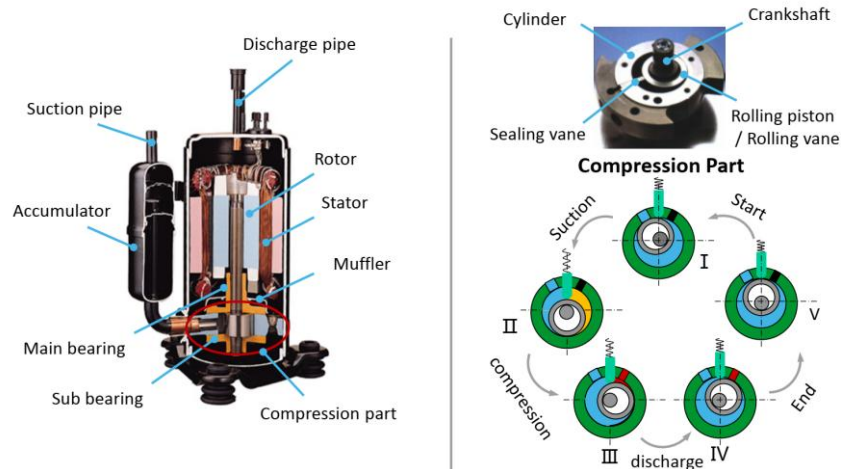 Discharge pipe
Suction pipe
Rotor
Stator
Accumulator
Muffler
Main bearing
Sub bearing
Compression part
Cylinder
Crankshaft
Sealing vane
Rolling piston
/ Rolling vane
Compression Part
Suction
Start
I
II
V
compression
End
III
discharge
IV